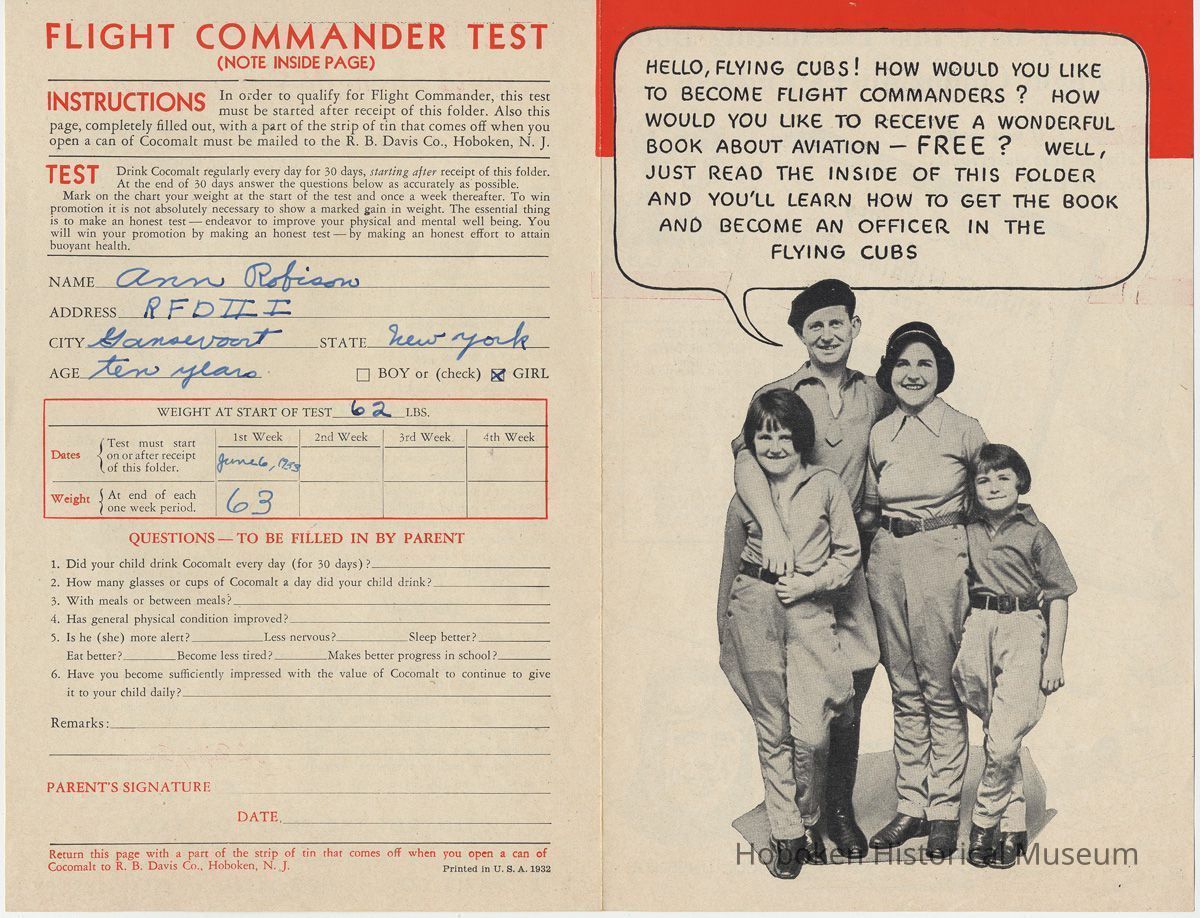 FLIGHT COMMANDER TEST
(NOTE INSIDE PAGE)
INSTRUCTIONS In order to qualify for Flight Commander, this test
must be started after receipt of this folder. Also this
page, completely filled out, with a part of the strip of tin that comes off when you
open a can of Cocomalt must be mailed to the R. B. Davis Co., Hoboken, N. J.
TEST Drink Cocomalt regularly every day for 30 days, starting after receipt of this folder.
At the end of 30 days answer the questions below as accurately as possible.
Mark on the chart your weight at the start of the test and once a week thereafter. To win
promotion it is not absolutely necessary to show a marked gain in weight. The essential thing
is to make an honest test — endeavor to improve your physical and mental well being. You
will win your promotion by making an honest test — by making an honest effort to attain
buoyant health.
NAME Ann Robison
ADDRESS R F D III
CITY Gansevoort STATE New York
AGE ten years BOY or (check) GIRL
WEIGHT AT START OF TEST 62 LBS.
1st Week 2nd Week 3rd Week 4th Week
Dates Test must start
on or after receipt
of this folder.
June 6, 1933
Weight At end of each
one week period.
63
QUESTIONS — TO BE FILLED IN BY PARENT
1. Did your child drink Cocomalt every day (for 30 days)?
2. How many glasses or cups of Cocomalt a day did your child drink?
3. With meals or between meals?
4. Has general physical condition improved?
5. Is he (she) more alert? Less nervous? Sleep better?
Eat better? Become less tired? Makes better progress in school?
6. Have you become sufficiently impressed with the value of Cocomalt to continue to give
it to your child daily?
Remarks:
PARENT'S SIGNATURE
DATE
Return this page with a part of the strip of tin that comes off when you open a can of
Cocomalt to R. B. Davis Co., Hoboken, N. J. Printed in U. S. A. 1932
HELLO, FLYING CUBS! HOW WOULD YOU LIKE
TO BECOME FLIGHT COMMANDERS? HOW
WOULD YOU LIKE TO RECEIVE A WONDERFUL
BOOK ABOUT AVIATION — FREE? WELL,
JUST READ THE INSIDE OF THIS FOLDER
AND YOU'LL LEARN HOW TO GET THE BOOK
AND BECOME AN OFFICER IN THE
FLYING CUBS
Hoboken Historical Museum